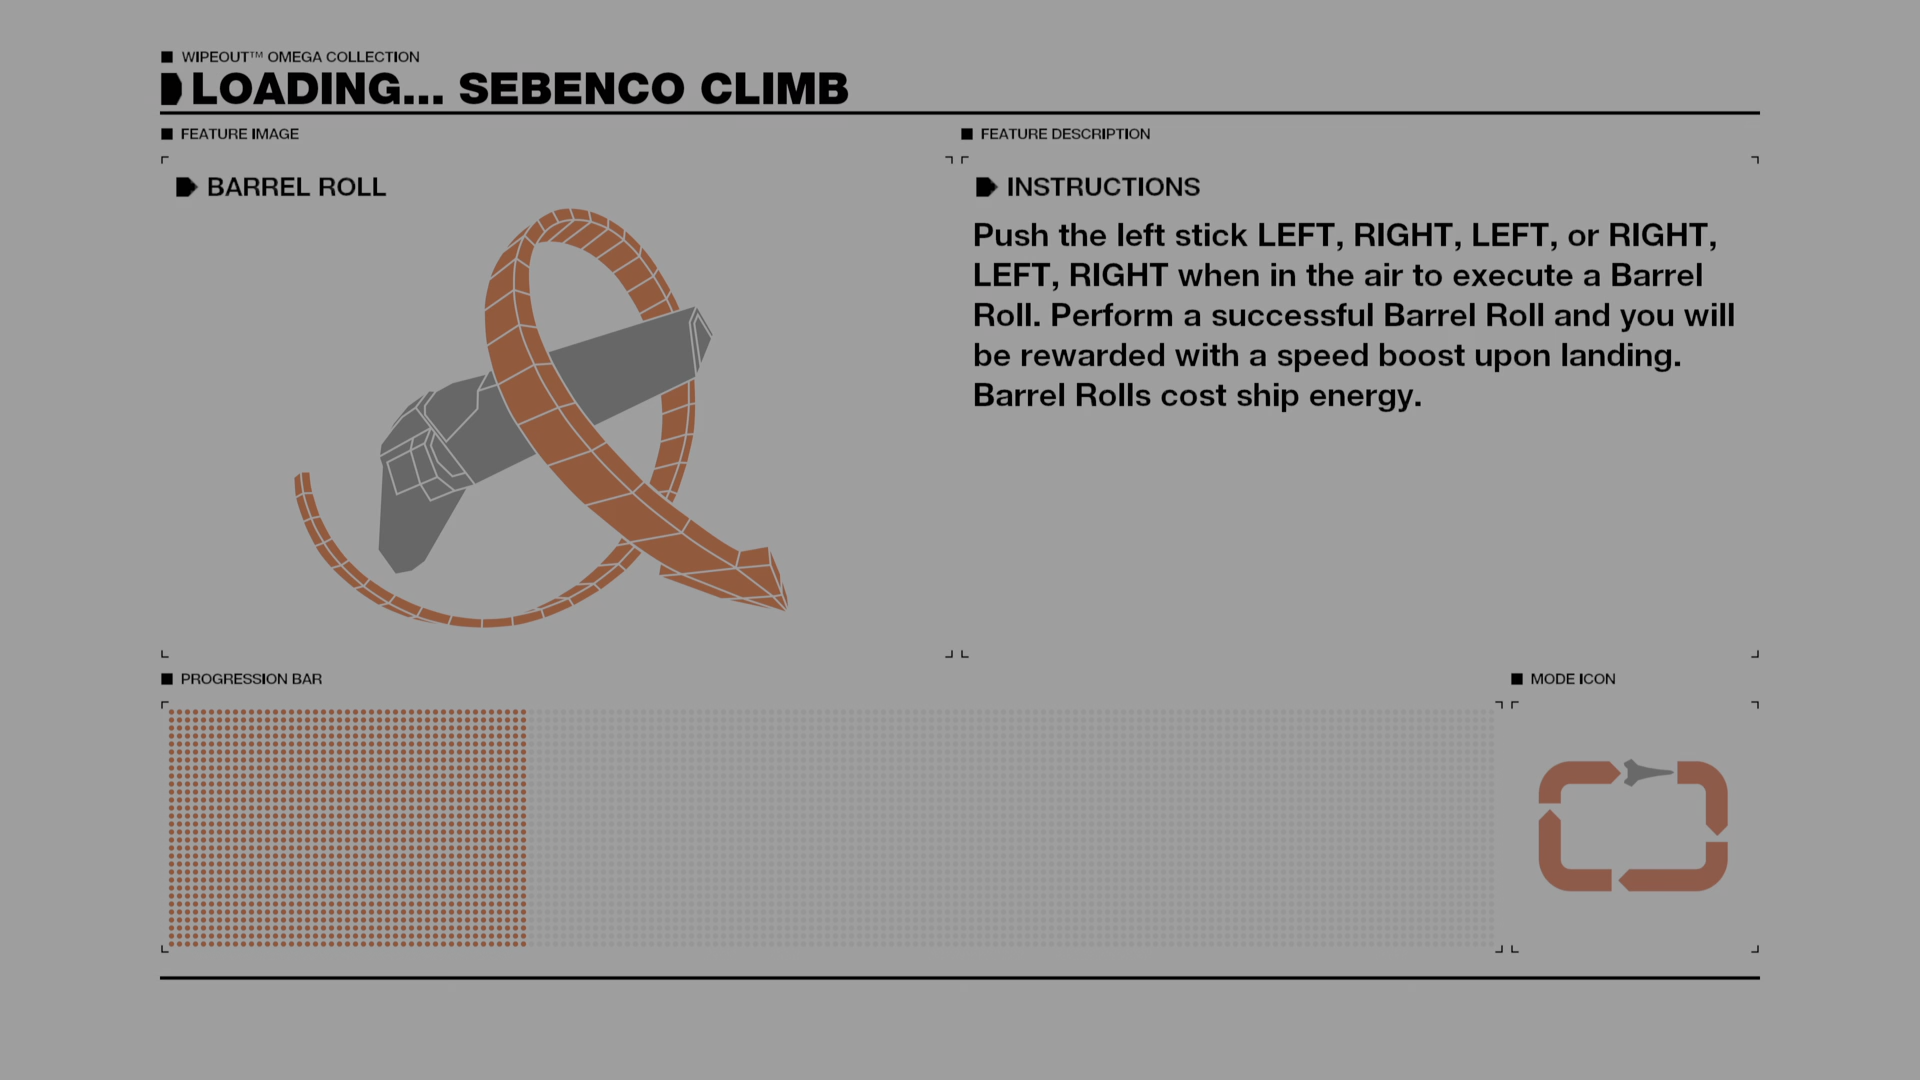 WIPEOUT™ OMEGA COLLECTION
LOADING... SEBENCO CLIMB
FEATURE IMAGE
FEATURE DESCRIPTION
BARREL ROLL
INSTRUCTIONS
Push the left stick LEFT, RIGHT, LEFT, or RIGHT,
LEFT, RIGHT when in the air to execute a Barrel
Roll. Perform a successful Barrel Roll and you will
be rewarded with a speed boost upon landing.
Barrel Rolls cost ship energy.
PROGRESSION BAR
MODE ICON